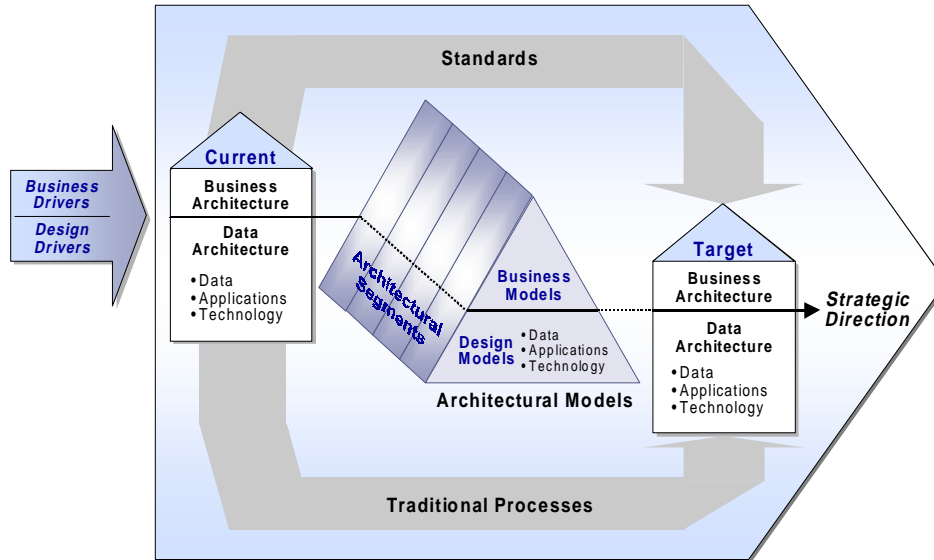 Standards
Business
Drivers
Design
Drivers
Current
Business
Architecture
Data
Architecture
•Data
•Applications
•Technology
Architectural
Segments
Business
Models
Design
Models
•Data
•Applications
•Technology
Architectural Models
Target
Business
Architecture
Data
Architecture
•Data
•Applications
•Technology
Strategic
Direction
Traditional Processes